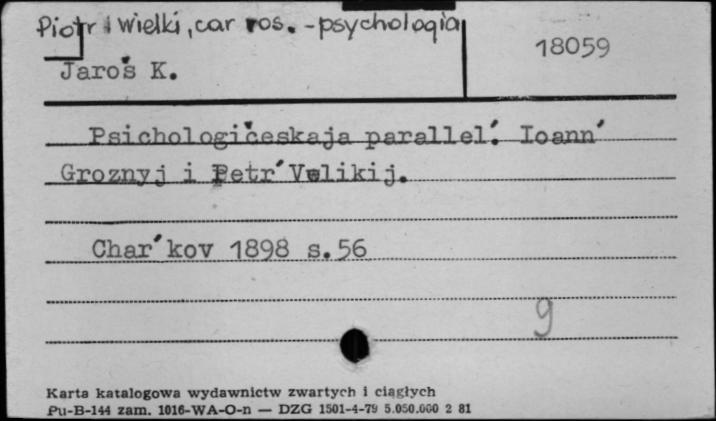 Piotr i Wielki, car ros. - psychologia
18059
Jaroš K.
Psichologičeskaja parallel'. Ioann'
Groznyj i Petr' Velikij.
Char'kov 1898 s.56
9
Karta katalogowa wydawnictw zwartych i ciągłych
Pu-B-144 zam. 1016-WA-O-n — DZG 1501-4-79 5.050.000 2 81